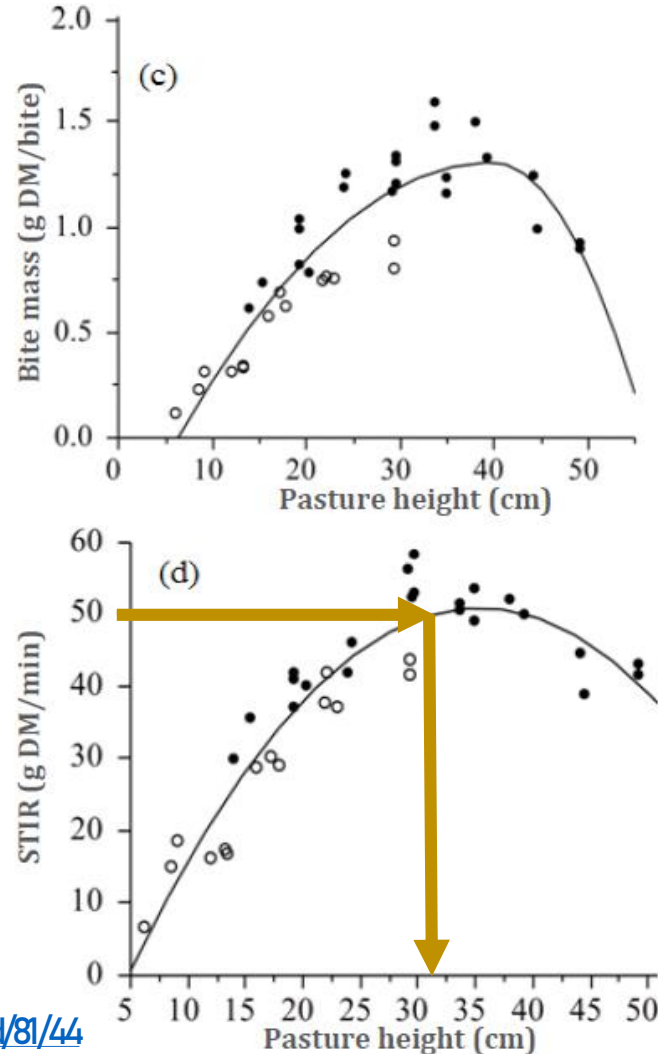 2.0
(c)
1.5
1.0
0.5
0.0
Bite mass (g DM/bite)
0 10 20 30 40 50
Pasture height (cm)
60
(d)
50
40
30
20
10
0
STIR (g DM/min)
5 10 15 20 25 30 35 40 45 50
Pasture height (cm)
d/81/44